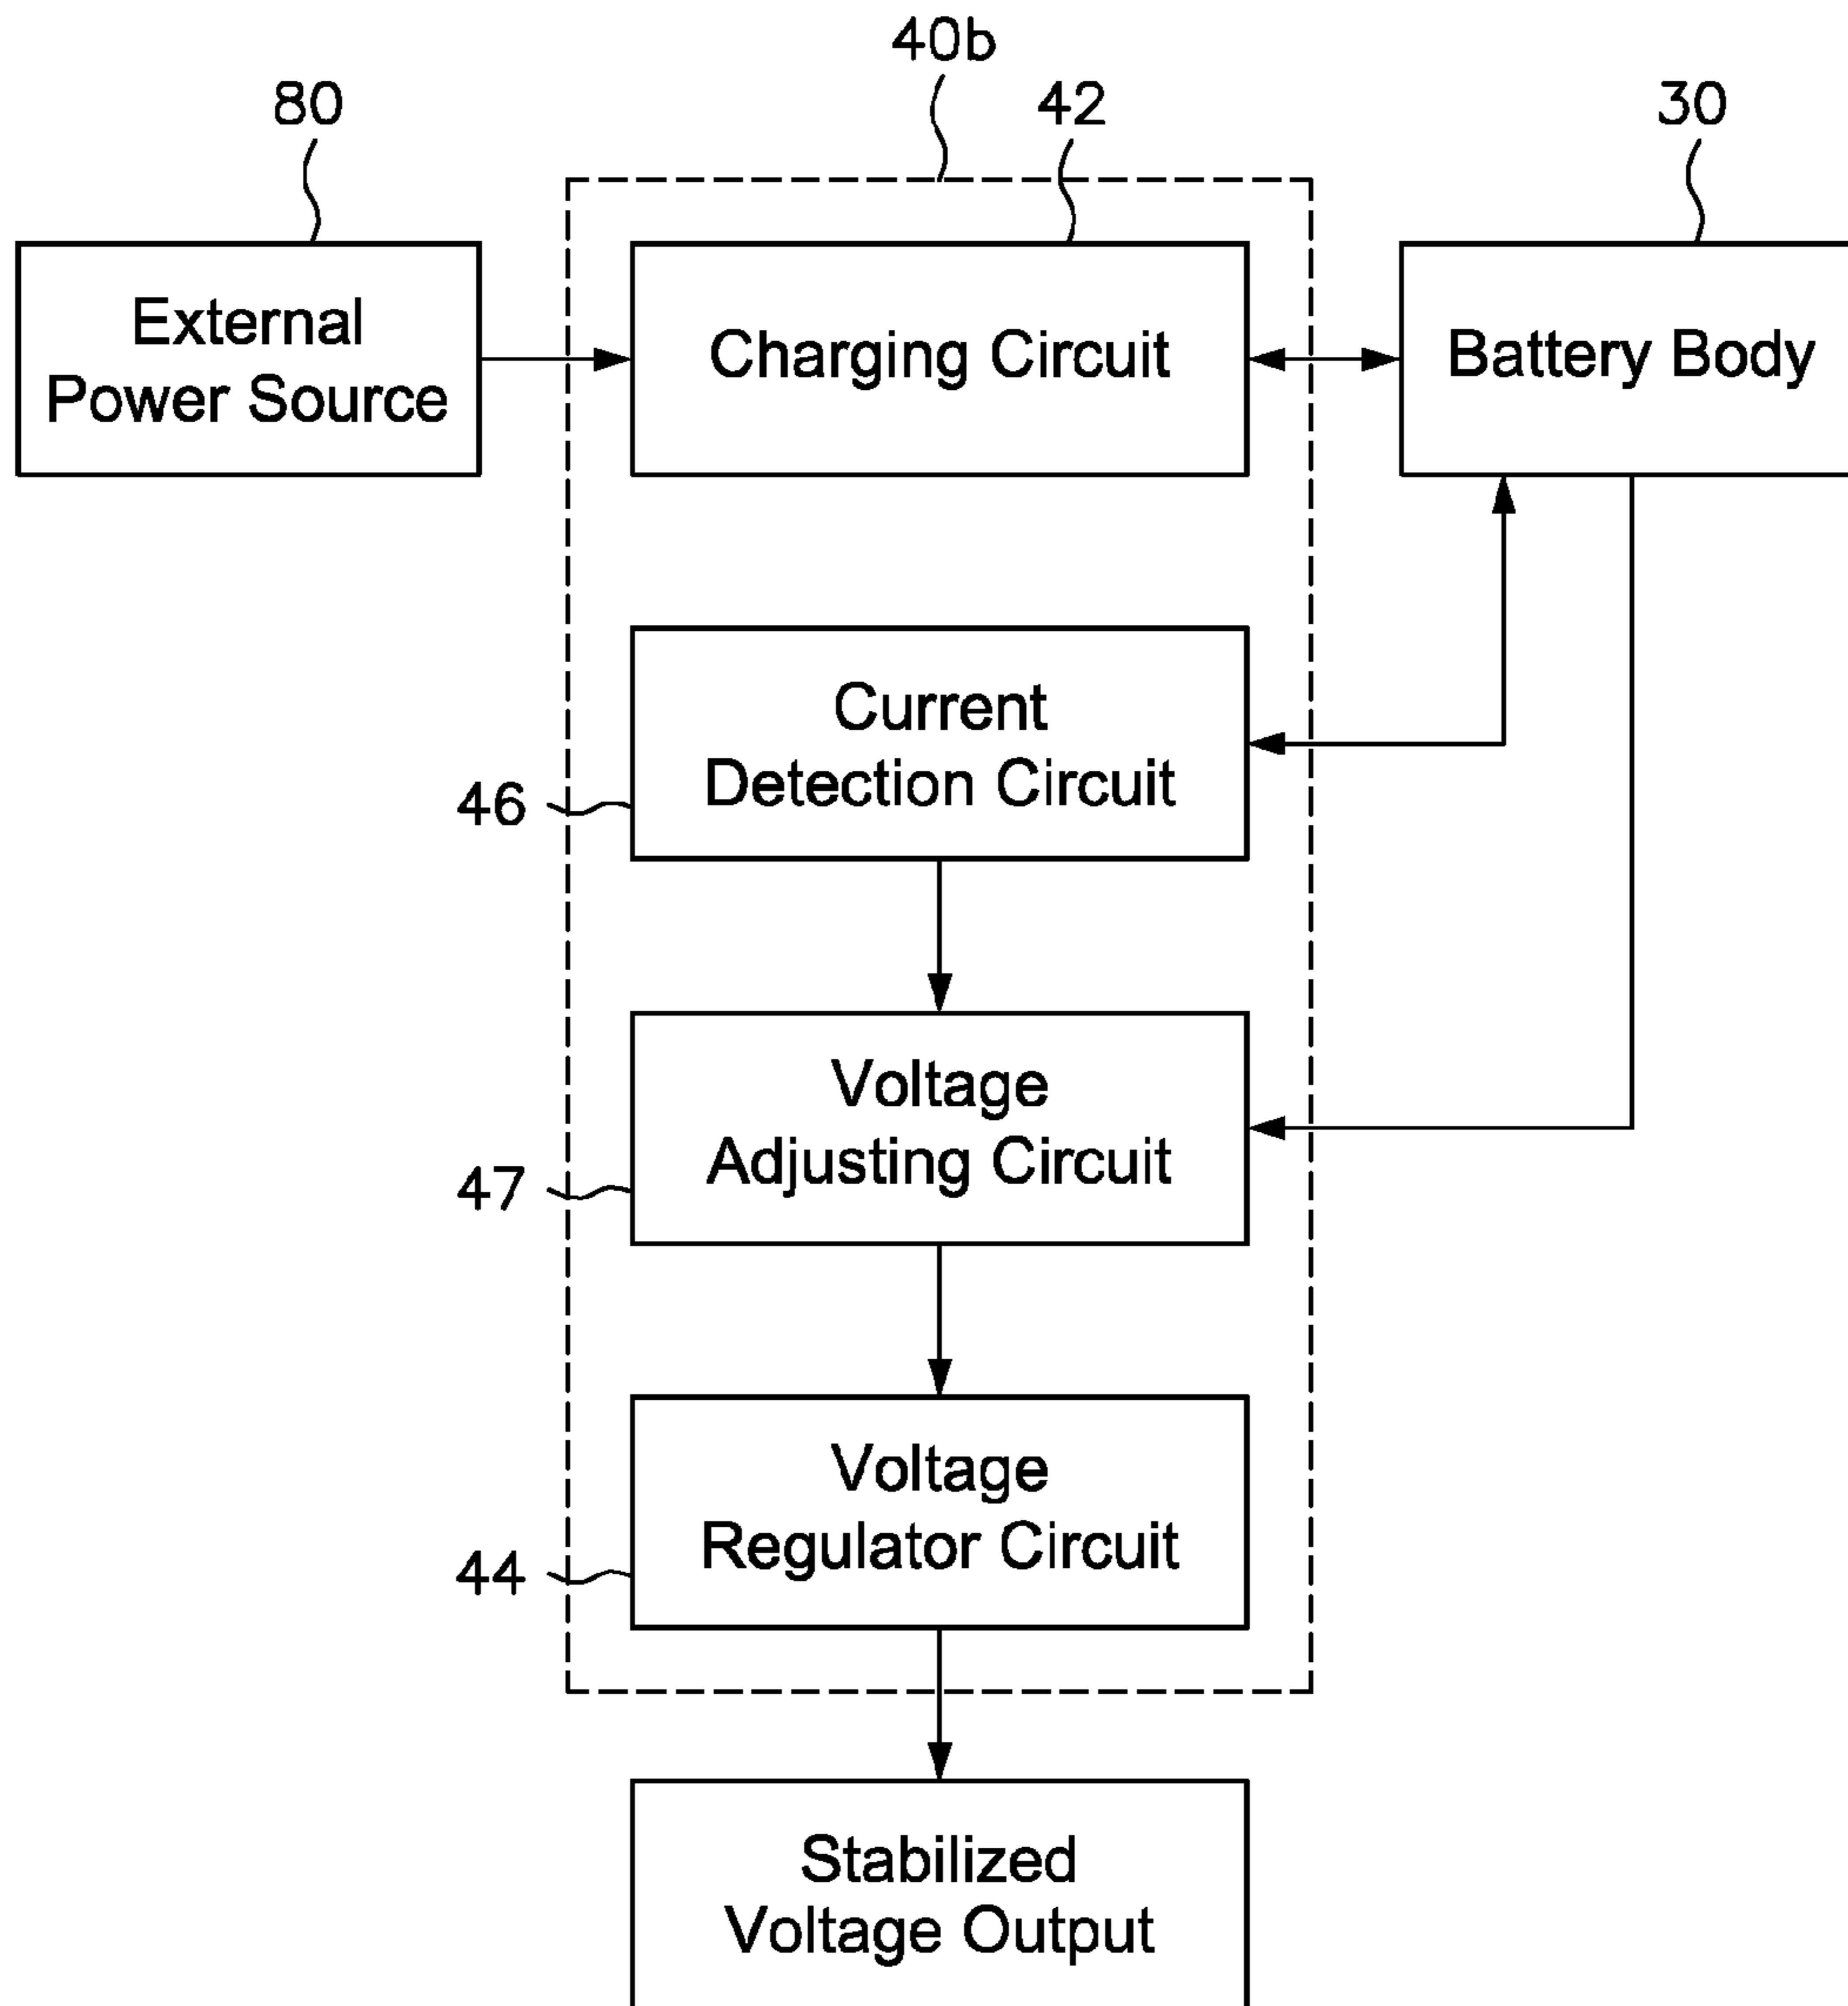 40b
80
42
30
External
Power Source
Charging Circuit
Battery Body
Current
Detection Circuit
46
Voltage
Adjusting Circuit
47
Voltage
Regulator Circuit
44
Stabilized
Voltage Output